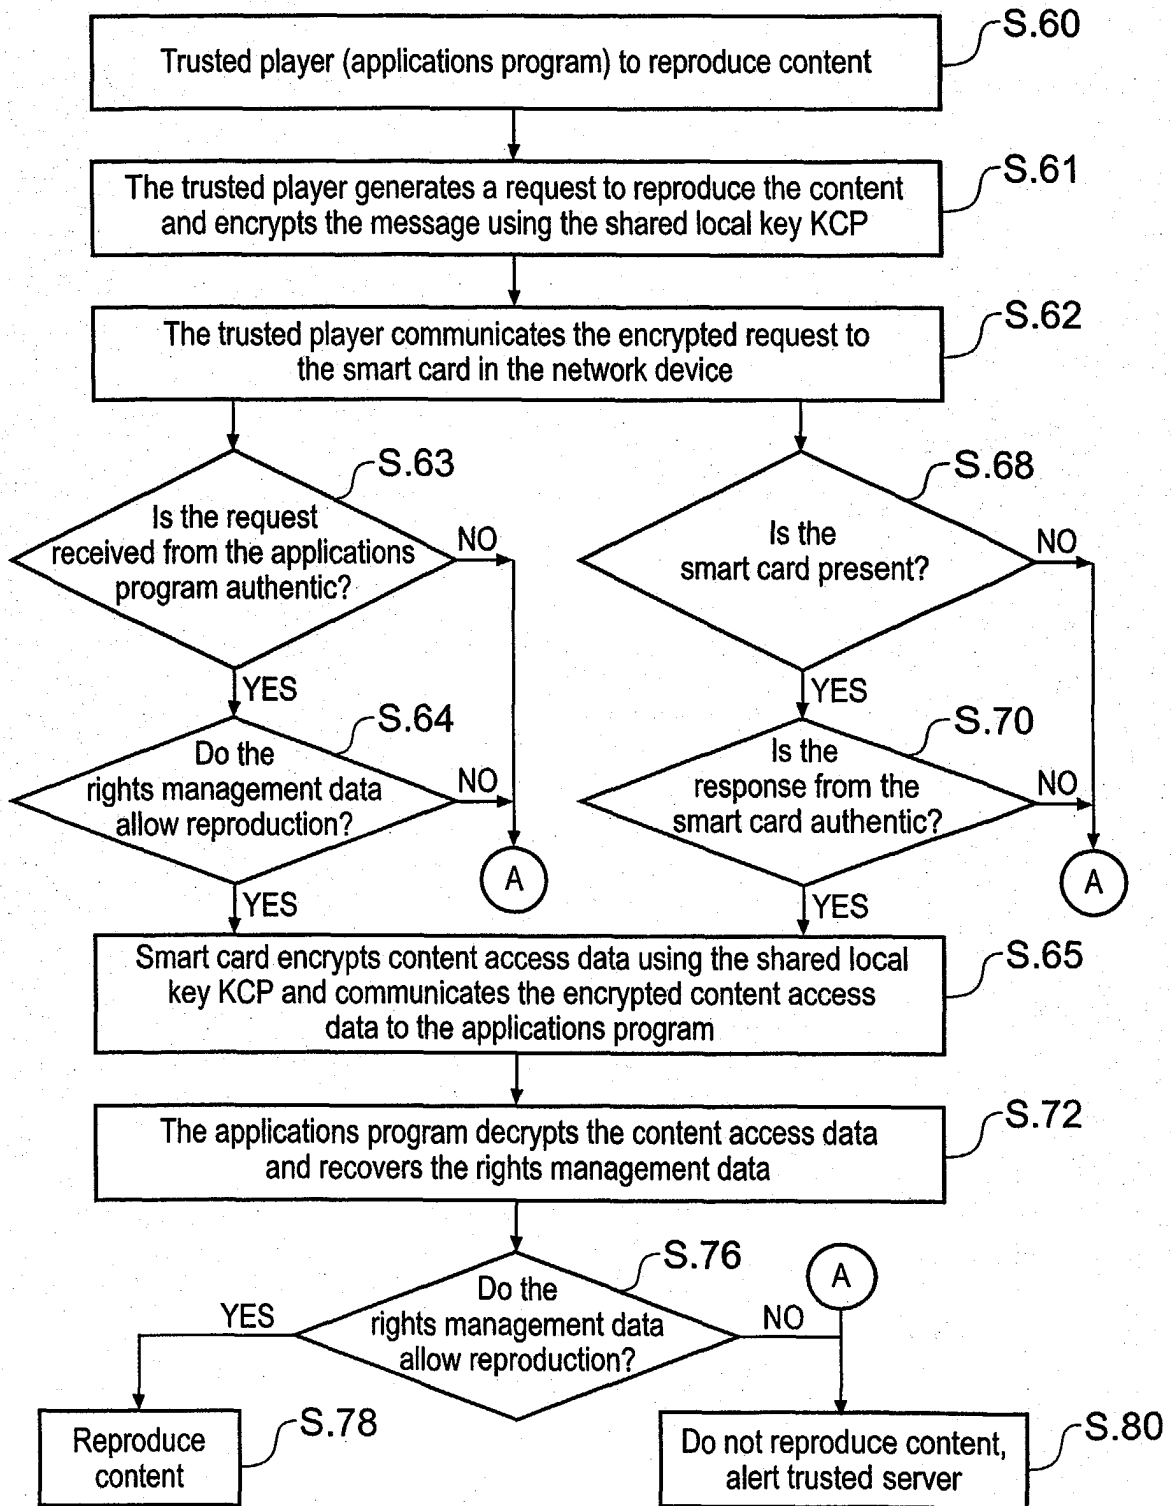 S.60
Trusted player (applications program) to reproduce content
S.61
The trusted player generates a request to reproduce the content
and encrypts the message using the shared local key KCP
S.62
The trusted player communicates the encrypted request to
the smart card in the network device
S.63
Is the request
received from the applications
program authentic?
NO
YES
S.64
Do the
rights management data
allow reproduction?
NO
A
YES
S.68
Is the
smart card present?
NO
YES
S.70
Is the
response from the
smart card authentic?
NO
A
YES
S.65
Smart card encrypts content access data using the shared local
key KCP and communicates the encrypted content access
data to the applications program
S.72
The applications program decrypts the content access data
and recovers the rights management data
S.76
Do the
rights management data
allow reproduction?
YES
NO
A
Reproduce
content
S.78
Do not reproduce content,
alert trusted server
S.80